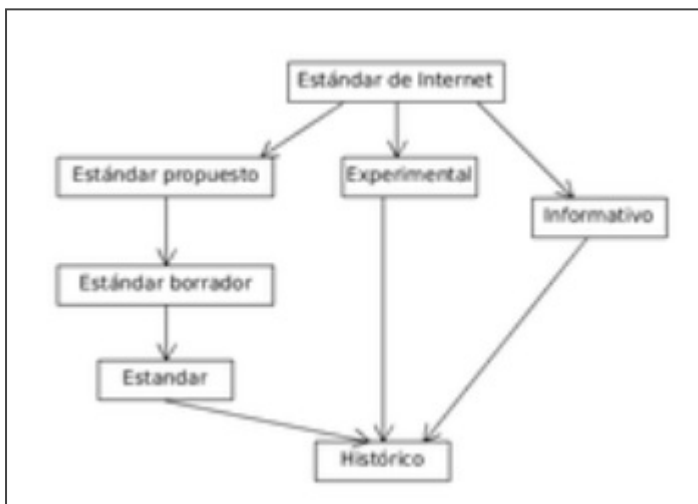 Estándar de Internet
Estándar propuesto
Experimental
Informativo
Estándar borrador
Estandar
Histórico